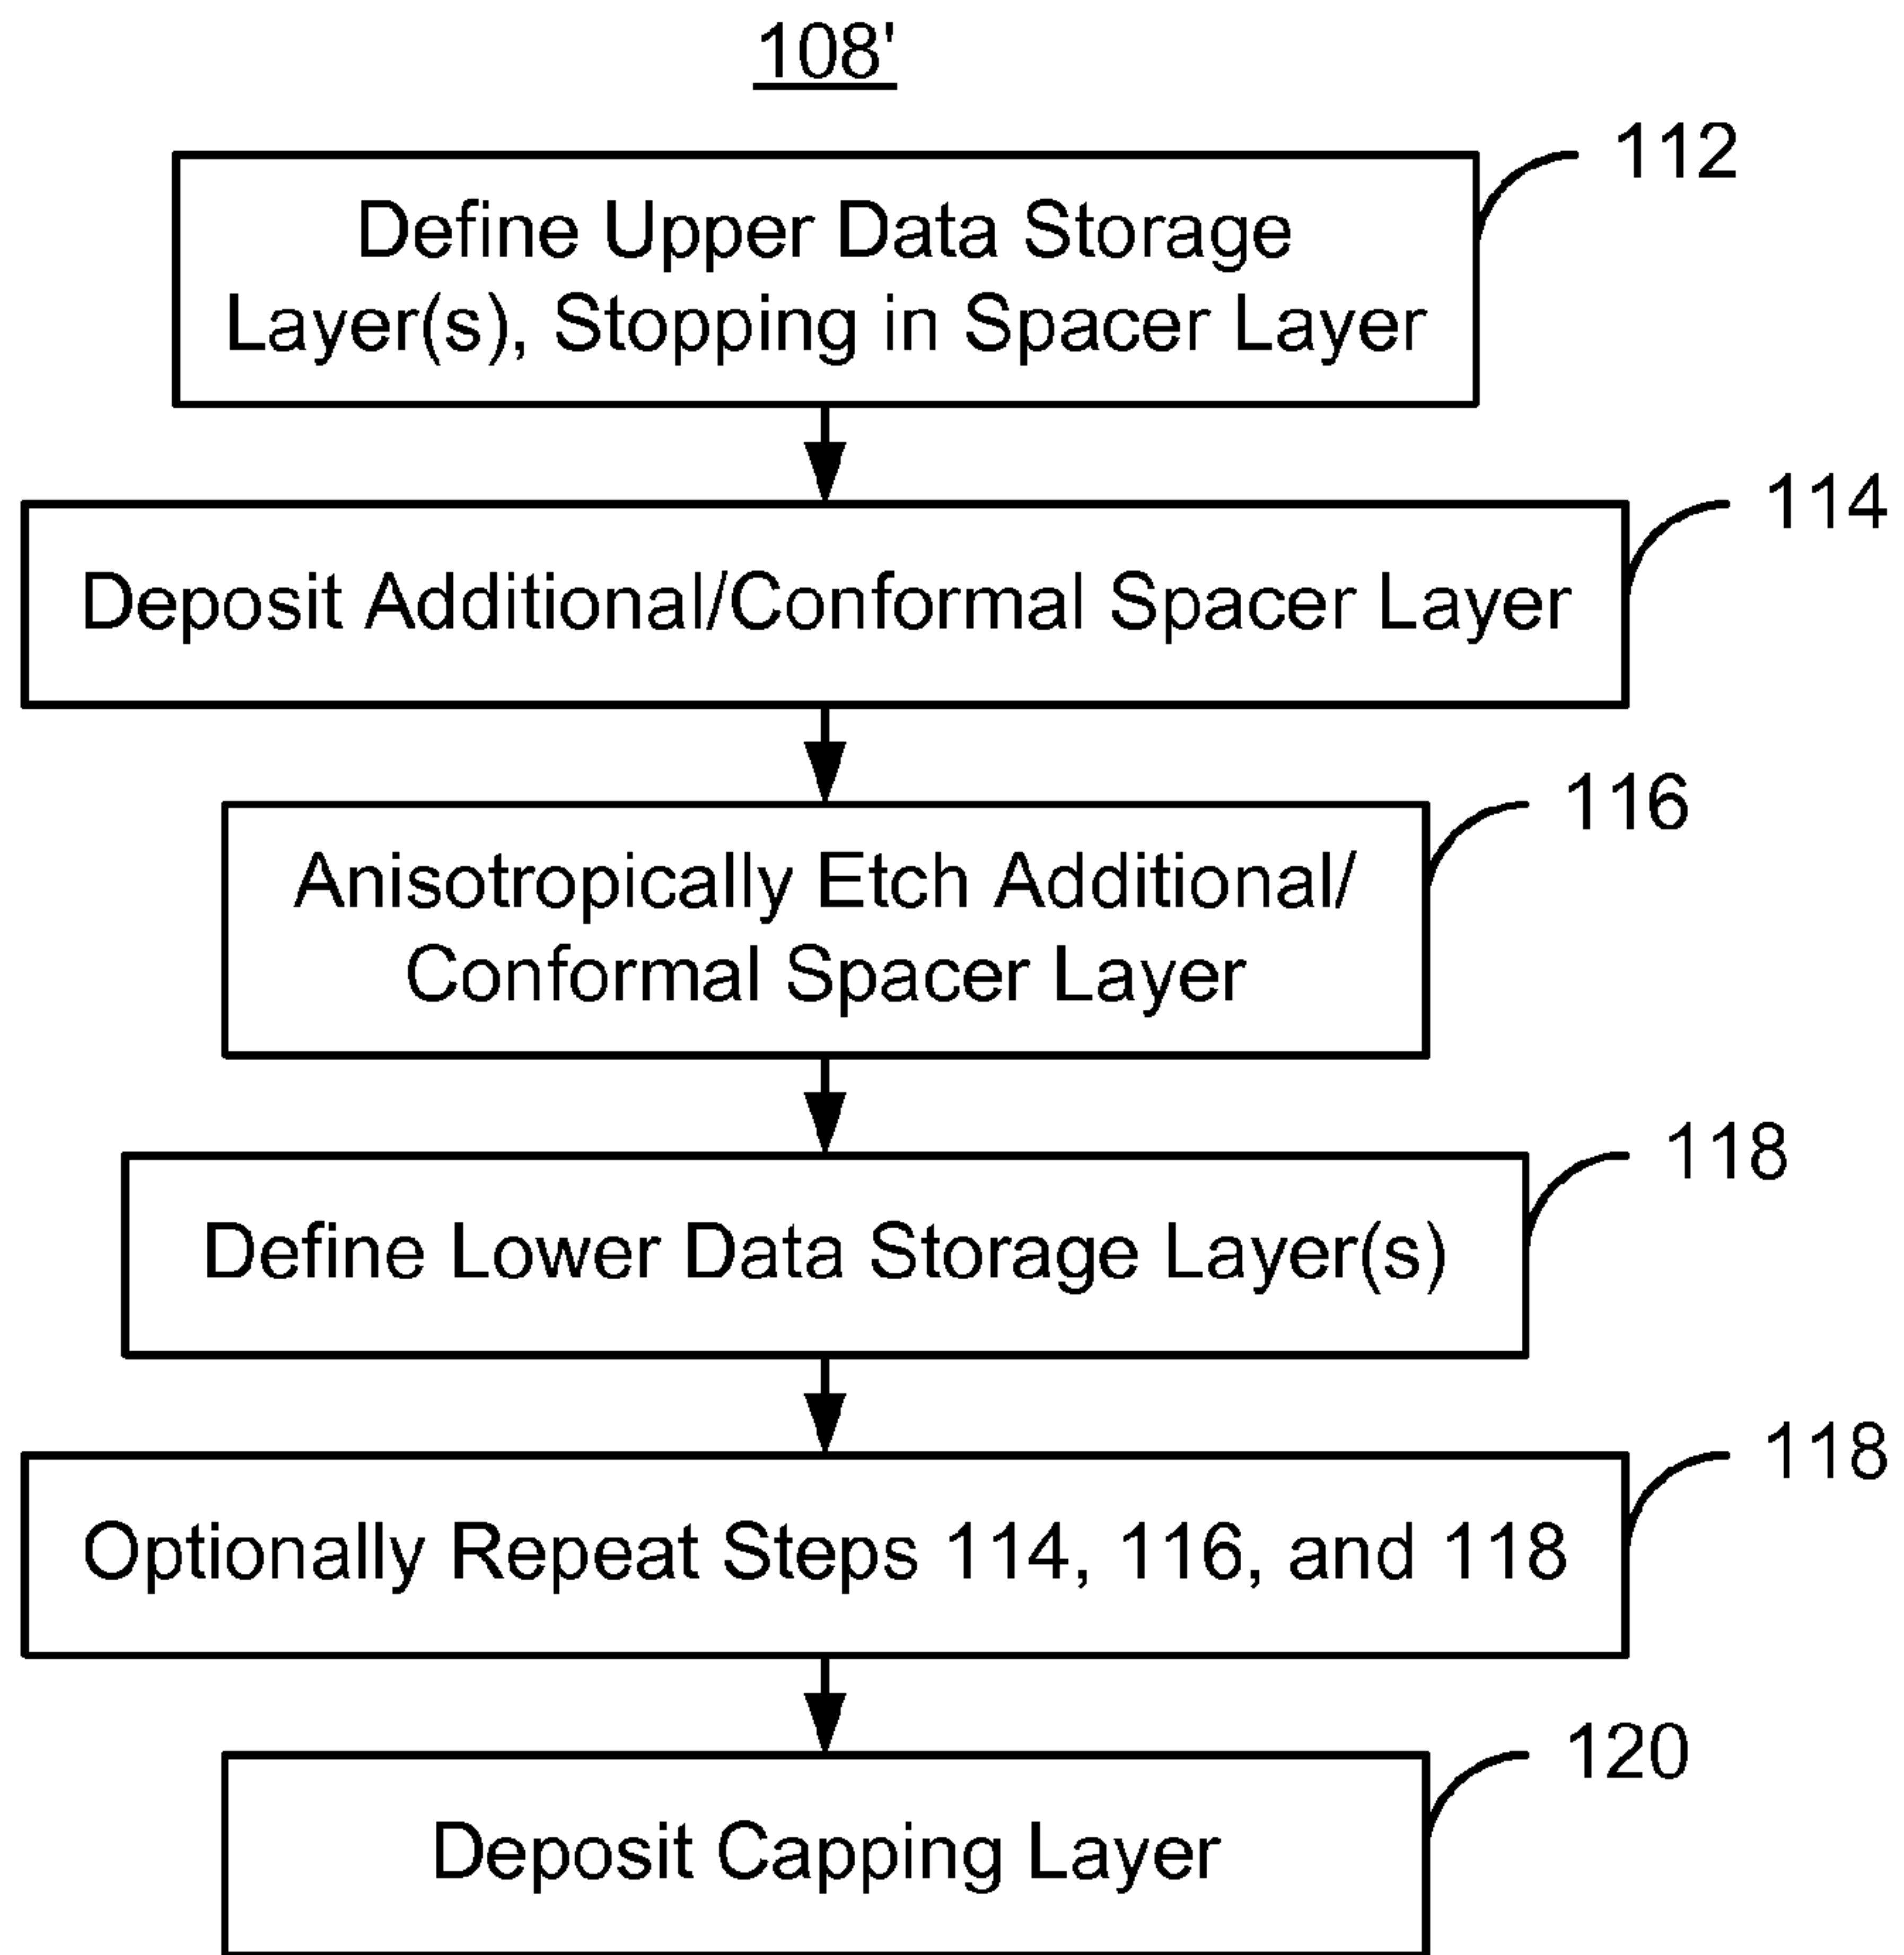 108'
112
Define Upper Data Storage
Layer(s), Stopping in Spacer Layer
114
Deposit Additional/Conformal Spacer Layer
116
Anisotropically Etch Additional/
Conformal Spacer Layer
118
Define Lower Data Storage Layer(s)
118
Optionally Repeat Steps 114, 116, and 118
120
Deposit Capping Layer